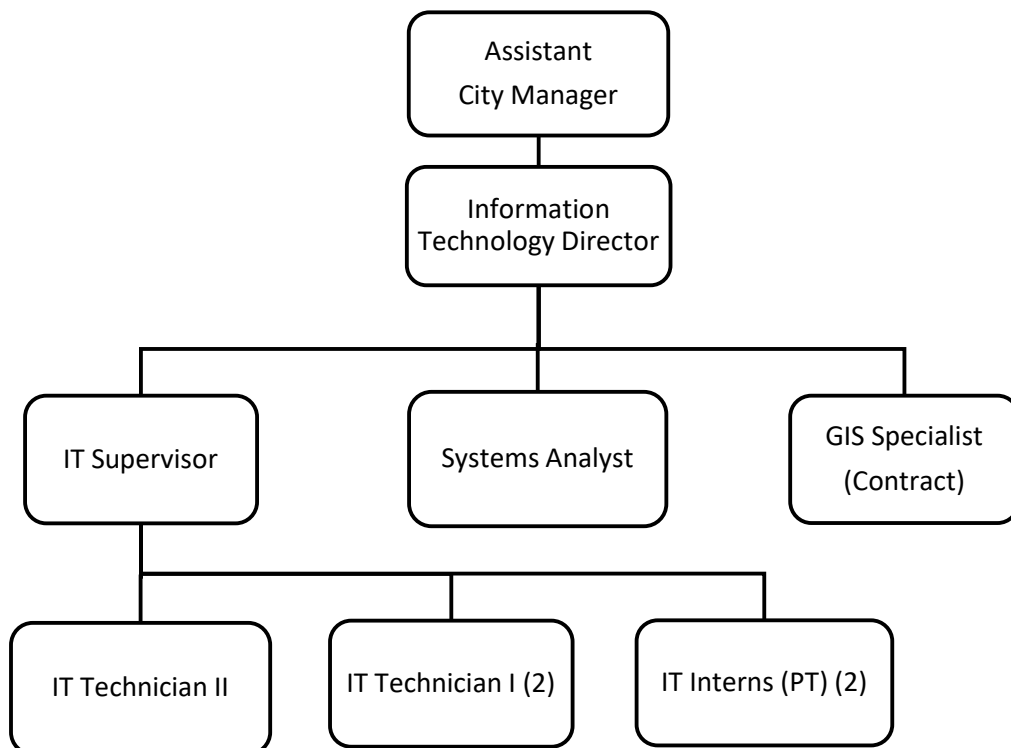 Assistant
City Manager
Information
Technology Director
IT Supervisor
Systems Analyst
GIS Specialist
(Contract)
IT Technician II
IT Technician I (2)
IT Interns (PT) (2)